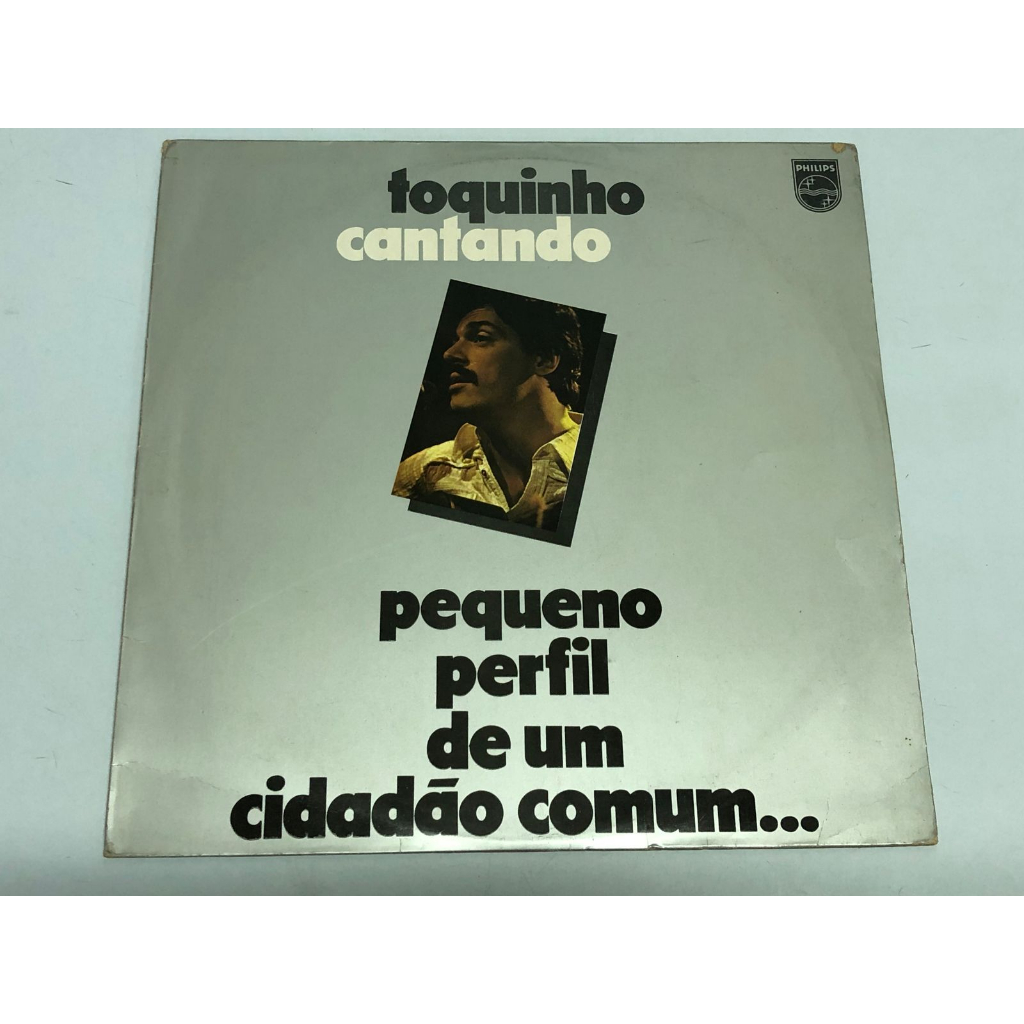 toquinho
PHILIPS
cantando
pequeno
perfil
de um
cidadão comum...